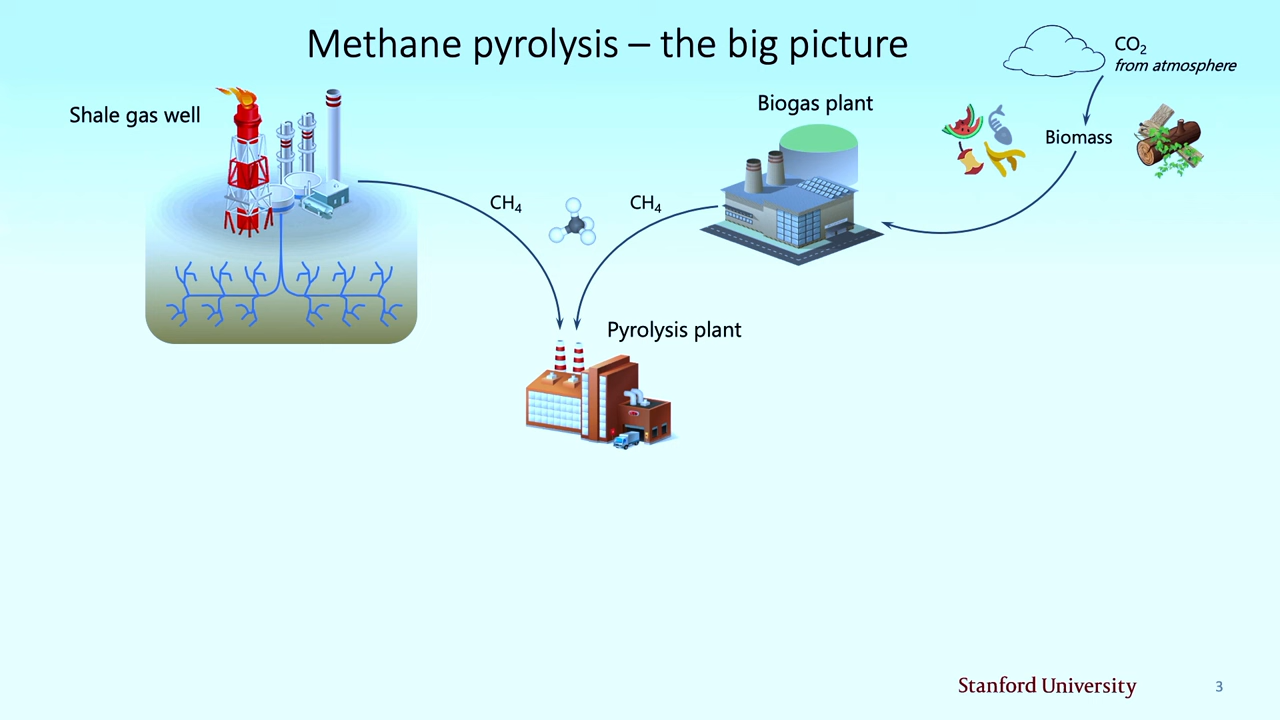 Methane pyrolysis – the big picture
CO₂
from atmosphere
Shale gas well
Biogas plant
Biomass
CH₄
CH₄
Pyrolysis plant
Stanford University
3